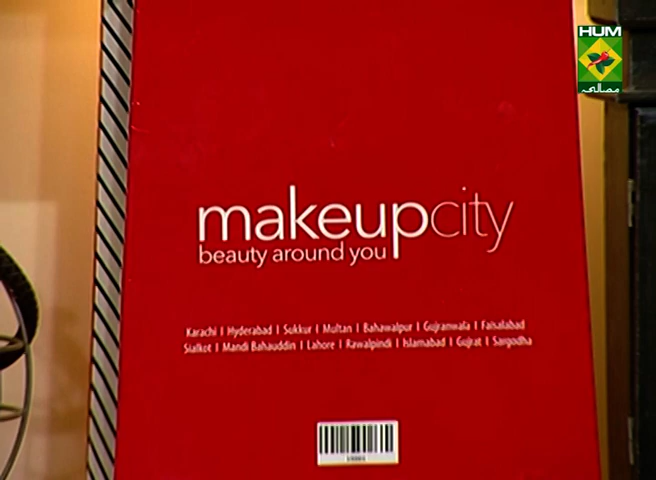 HUM
مصالحہ
makeupcity
beauty around you
Karachi I Hyderabad I Sukkur I Multan I Bahawalpur I Gujranwala I Faisalabad
Sialkot I Mandi Bahauddin I Lahore I Rawalpindi I Islamabad I Gujrat I Sargodha